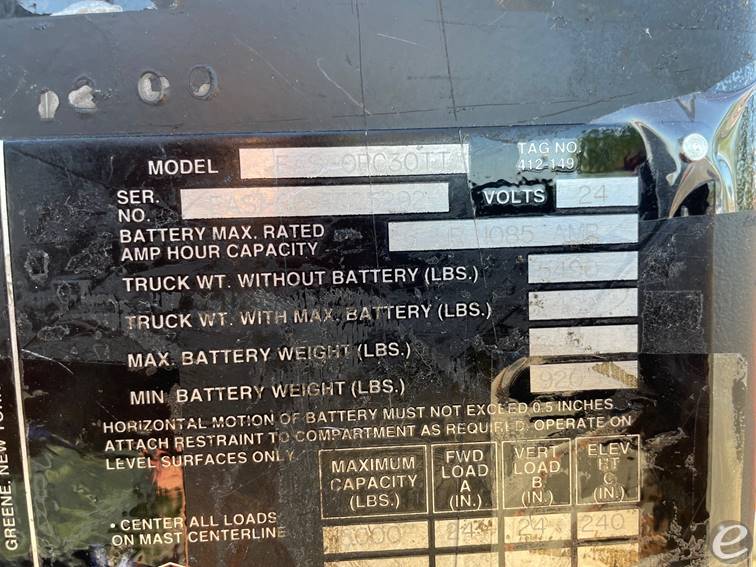 MODEL
TAG NO.
412-149
SER.
NO.
VOLTS 24
BATTERY MAX. RATED
AMP HOUR CAPACITY 1085 AMP
TRUCK WT. WITHOUT BATTERY (LBS.)
TRUCK WT. WITH MAX. BATTERY (LBS.)
MAX. BATTERY WEIGHT (LBS.)
MIN. BATTERY WEIGHT (LBS.)
HORIZONTAL MOTION OF BATTERY MUST NOT EXCEED 0.5 INCHES
ATTACH RESTRAINT TO COMPARTMENT AS REQUIRED. OPERATE ON
LEVEL SURFACES ONLY.
MAXIMUM
CAPACITY
(LBS.)
FWD
LOAD
A
(IN.)
VERT
LOAD
B
(IN.)
ELEV
HT
C
(IN.)
• CENTER ALL LOADS
ON MAST CENTERLINE
24 24 240
GREENE, NEW YORK
e